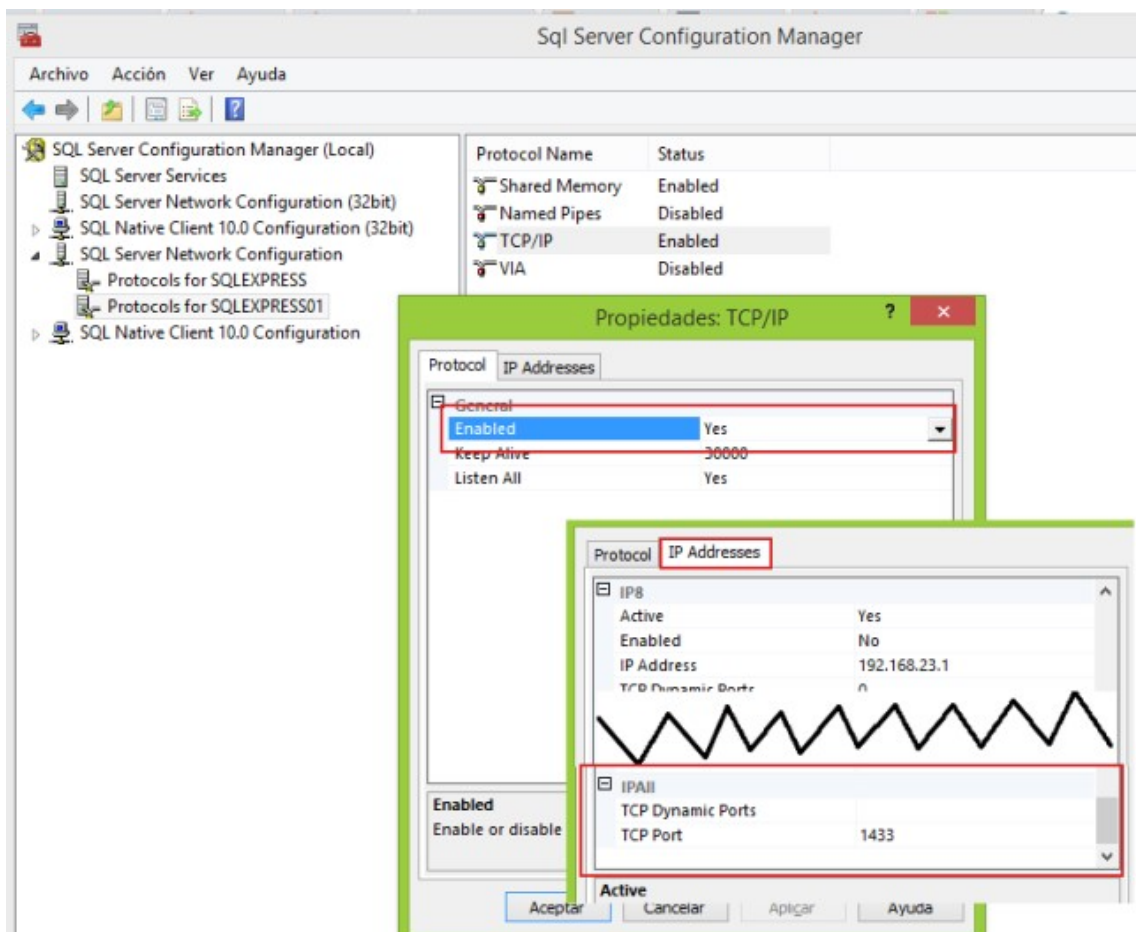 Sql Server Configuration Manager
Archivo Acción Ver Ayuda
SQL Server Configuration Manager (Local)
SQL Server Services
SQL Server Network Configuration (32bit)
SQL Native Client 10.0 Configuration (32bit)
SQL Server Network Configuration
Protocols for SQLEXPRESS
Protocols for SQLEXPRESS01
SQL Native Client 10.0 Configuration
Protocol Name Status
Shared Memory Enabled
Named Pipes Disabled
TCP/IP Enabled
VIA Disabled
Propiedades: TCP/IP ? ×
Protocol IP Addresses
General
Enabled Yes
Keep Alive 30000
Listen All Yes
Enabled
Enable or disable
Protocol IP Addresses
IP8
Active Yes
Enabled No
IP Address 192.168.23.1
TCP Dynamic Ports 0
IPAll
TCP Dynamic Ports
TCP Port 1433
Active
Aceptar Cancelar Aplicar Ayuda